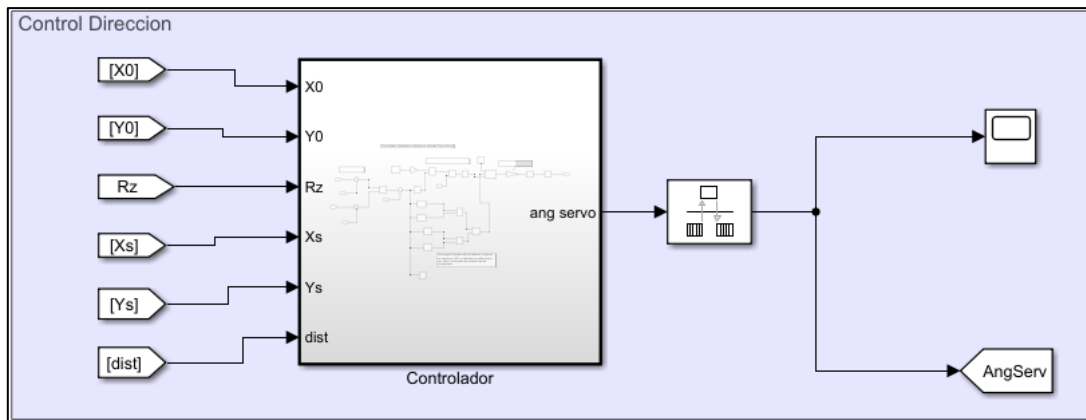 Control Direccion
[X0]
X0
[Y0]
Y0
Rz
Rz
ang servo
[Xs]
Xs
[Ys]
Ys
[dist]
dist
Controlador
AngServ